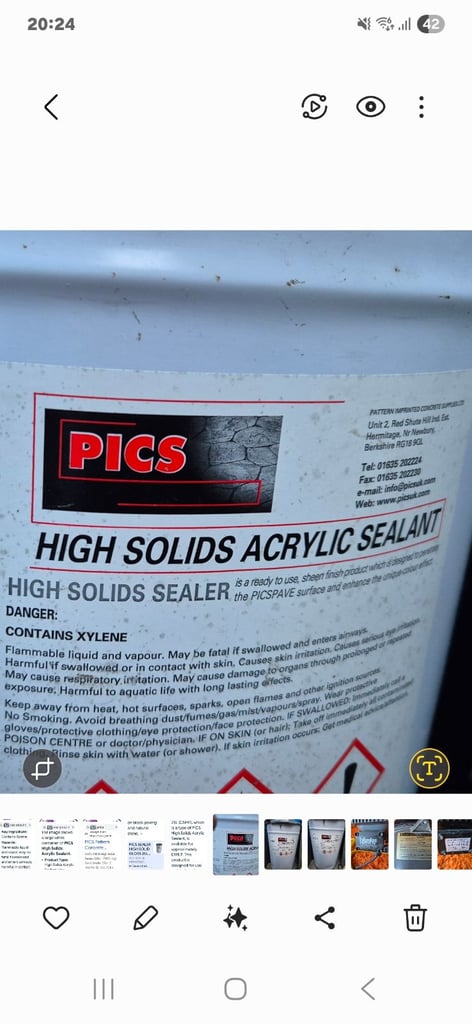 20:24
42
PICS
PATTERN IMPRINTED CONCRETE SUPPLIES LTD
Unit 2, Red Shute Hill Ind. Est.
Hermitage, Nr Newbury,
Berkshire RG18 9QL
Tel: 01635 202224
Fax: 01635 202230
e-mail: info@picsuk.com
Web: www.picsuk.com
HIGH SOLIDS ACRYLIC SEALANT
HIGH SOLIDS SEALER is a ready to use, sheen finish product which is designed to penetrate
the PICSPAVE surface and enhance the unique colour effect.
DANGER:
CONTAINS XYLENE
Flammable liquid and vapour. May be fatal if swallowed and enters airways.
Harmful if swallowed or in contact with skin. Causes skin irritation. Causes serious eye irritation.
May cause respiratory irritation. May cause damage to organs through prolonged or repeated
exposure. Harmful to aquatic life with long lasting effects.
Keep away from heat, hot surfaces, sparks, open flames and other ignition sources.
No Smoking. Avoid breathing dust/fumes/gas/mist/vapours/spray. Wear protective
gloves/protective clothing/eye protection/face protection. IF SWALLOWED: Immediately call a
POISON CENTRE or doctor/physician. IF ON SKIN (or hair): Take off immediately all contaminated
clothing. Rinse skin with water (or shower). If skin irritation occurs: Get medical advice/attention.